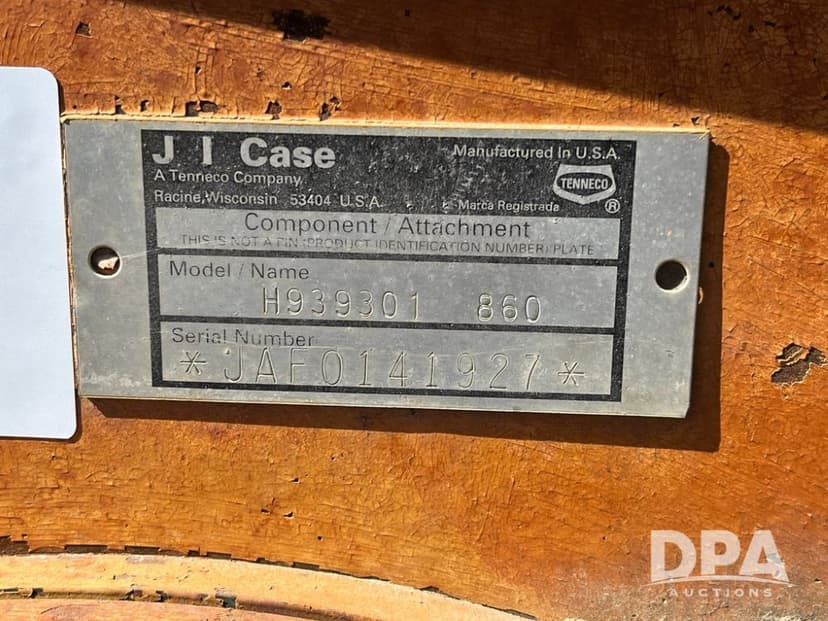 J I Case
Manufactured In U.S.A.
A Tenneco Company
TENNECO
Racine, Wisconsin 53404 U.S.A.
Marca Registrada
®
Component / Attachment
THIS IS NOT A PIN (PRODUCT IDENTIFICATION NUMBER) PLATE
Model / Name
H939301 860
Serial Number
*JAF0141927*
DPA
AUCTIONS